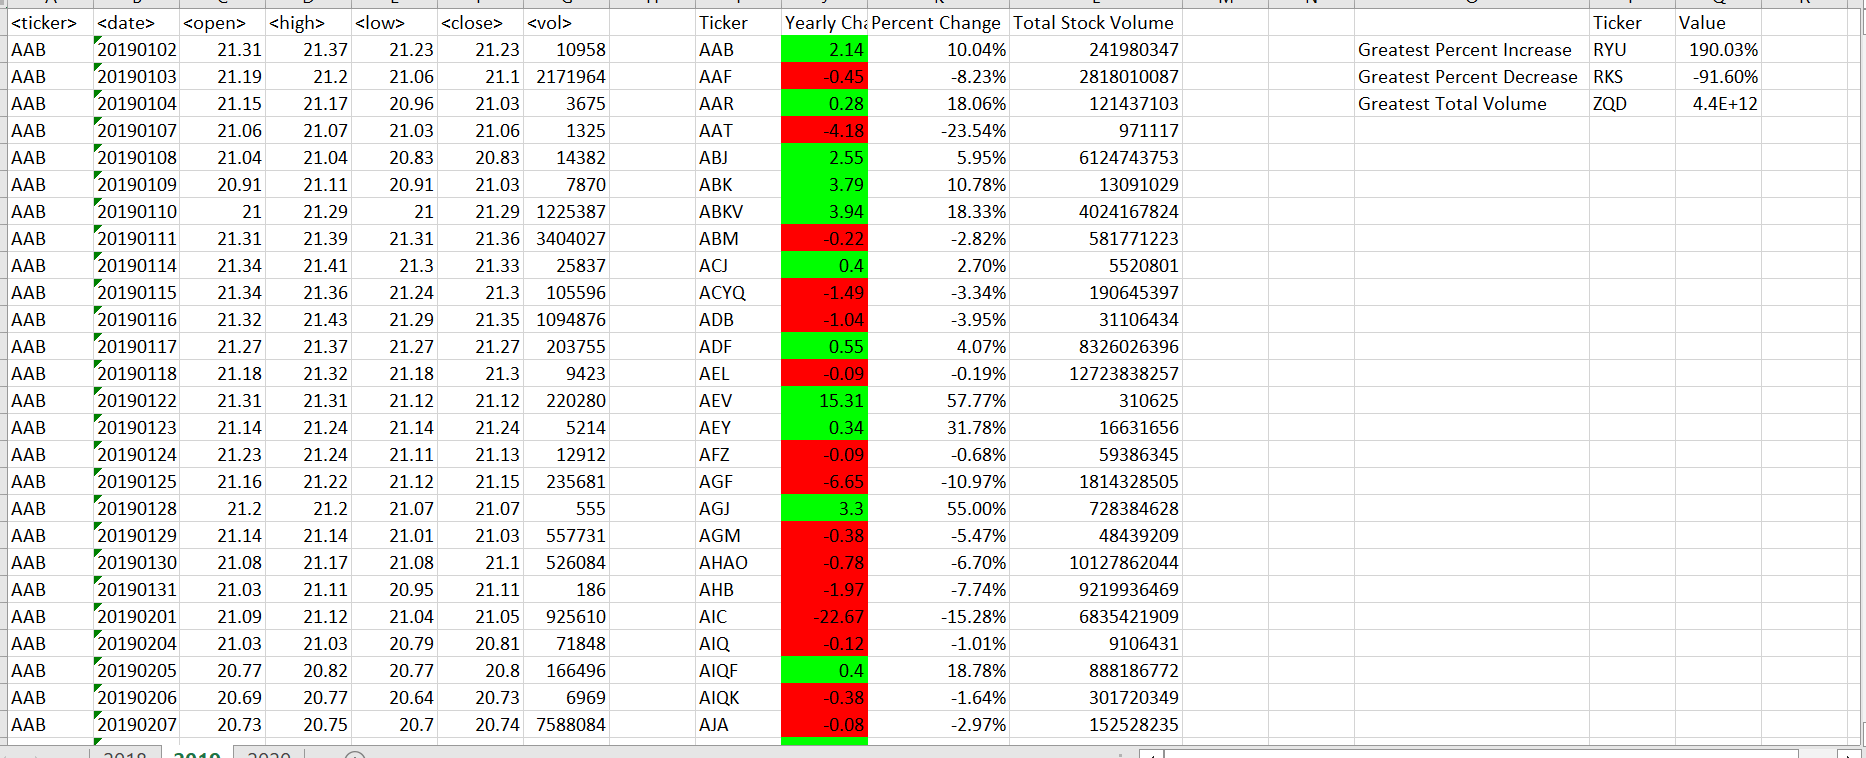 <ticker> <date> <open> <high> <low> <close> <vol> Ticker Yearly Cha Percent Change Total Stock Volume Ticker Value
AAB 20190102 21.31 21.37 21.23 21.23 10958 AAB 2.14 10.04% 241980347 Greatest Percent Increase RYU 190.03%
AAB 20190103 21.19 21.2 21.06 21.1 2171964 AAF -0.45 -8.23% 2818010087 Greatest Percent Decrease RKS -91.60%
AAB 20190104 21.15 21.17 20.96 21.03 3675 AAR 0.28 18.06% 121437103 Greatest Total Volume ZQD 4.4E+12
AAB 20190107 21.06 21.07 21.03 21.06 1325 AAT -4.18 -23.54% 971117
AAB 20190108 21.04 21.04 20.83 20.83 14382 ABJ 2.55 5.95% 6124743753
AAB 20190109 20.91 21.11 20.91 21.03 7870 ABK 3.79 10.78% 13091029
AAB 20190110 21 21.29 21 21.29 1225387 ABKV 3.94 18.33% 4024167824
AAB 20190111 21.31 21.39 21.31 21.36 3404027 ABM -0.22 -2.82% 581771223
AAB 20190114 21.34 21.41 21.3 21.33 25837 ACJ 0.4 2.70% 5520801
AAB 20190115 21.34 21.36 21.24 21.3 105596 ACYQ -1.49 -3.34% 190645397
AAB 20190116 21.32 21.43 21.29 21.35 1094876 ADB -1.04 -3.95% 31106434
AAB 20190117 21.27 21.37 21.27 21.27 203755 ADF 0.55 4.07% 8326026396
AAB 20190118 21.18 21.32 21.18 21.3 9423 AEL -0.09 -0.19% 12723838257
AAB 20190122 21.31 21.31 21.12 21.12 220280 AEV 15.31 57.77% 310625
AAB 20190123 21.14 21.24 21.14 21.24 5214 AEY 0.34 31.78% 16631656
AAB 20190124 21.23 21.24 21.11 21.13 12912 AFZ -0.09 -0.68% 59386345
AAB 20190125 21.16 21.22 21.12 21.15 235681 AGF -6.65 -10.97% 1814328505
AAB 20190128 21.2 21.2 21.07 21.07 555 AGJ 3.3 55.00% 728384628
AAB 20190129 21.14 21.14 21.01 21.03 557731 AGM -0.38 -5.47% 48439209
AAB 20190130 21.08 21.17 21.08 21.1 526084 AHAO -0.78 -6.70% 10127862044
AAB 20190131 21.03 21.11 20.95 21.11 186 AHB -1.97 -7.74% 9219936469
AAB 20190201 21.09 21.12 21.04 21.05 925610 AIC -22.67 -15.28% 6835421909
AAB 20190204 21.03 21.03 20.79 20.81 71848 AIQ -0.12 -1.01% 9106431
AAB 20190205 20.77 20.82 20.77 20.8 166496 AIQF 0.4 18.78% 888186772
AAB 20190206 20.69 20.77 20.64 20.73 6969 AIQK -0.38 -1.64% 301720349
AAB 20190207 20.73 20.75 20.7 20.74 7588084 AJA -0.08 -2.97% 152528235
2018 2019 2020